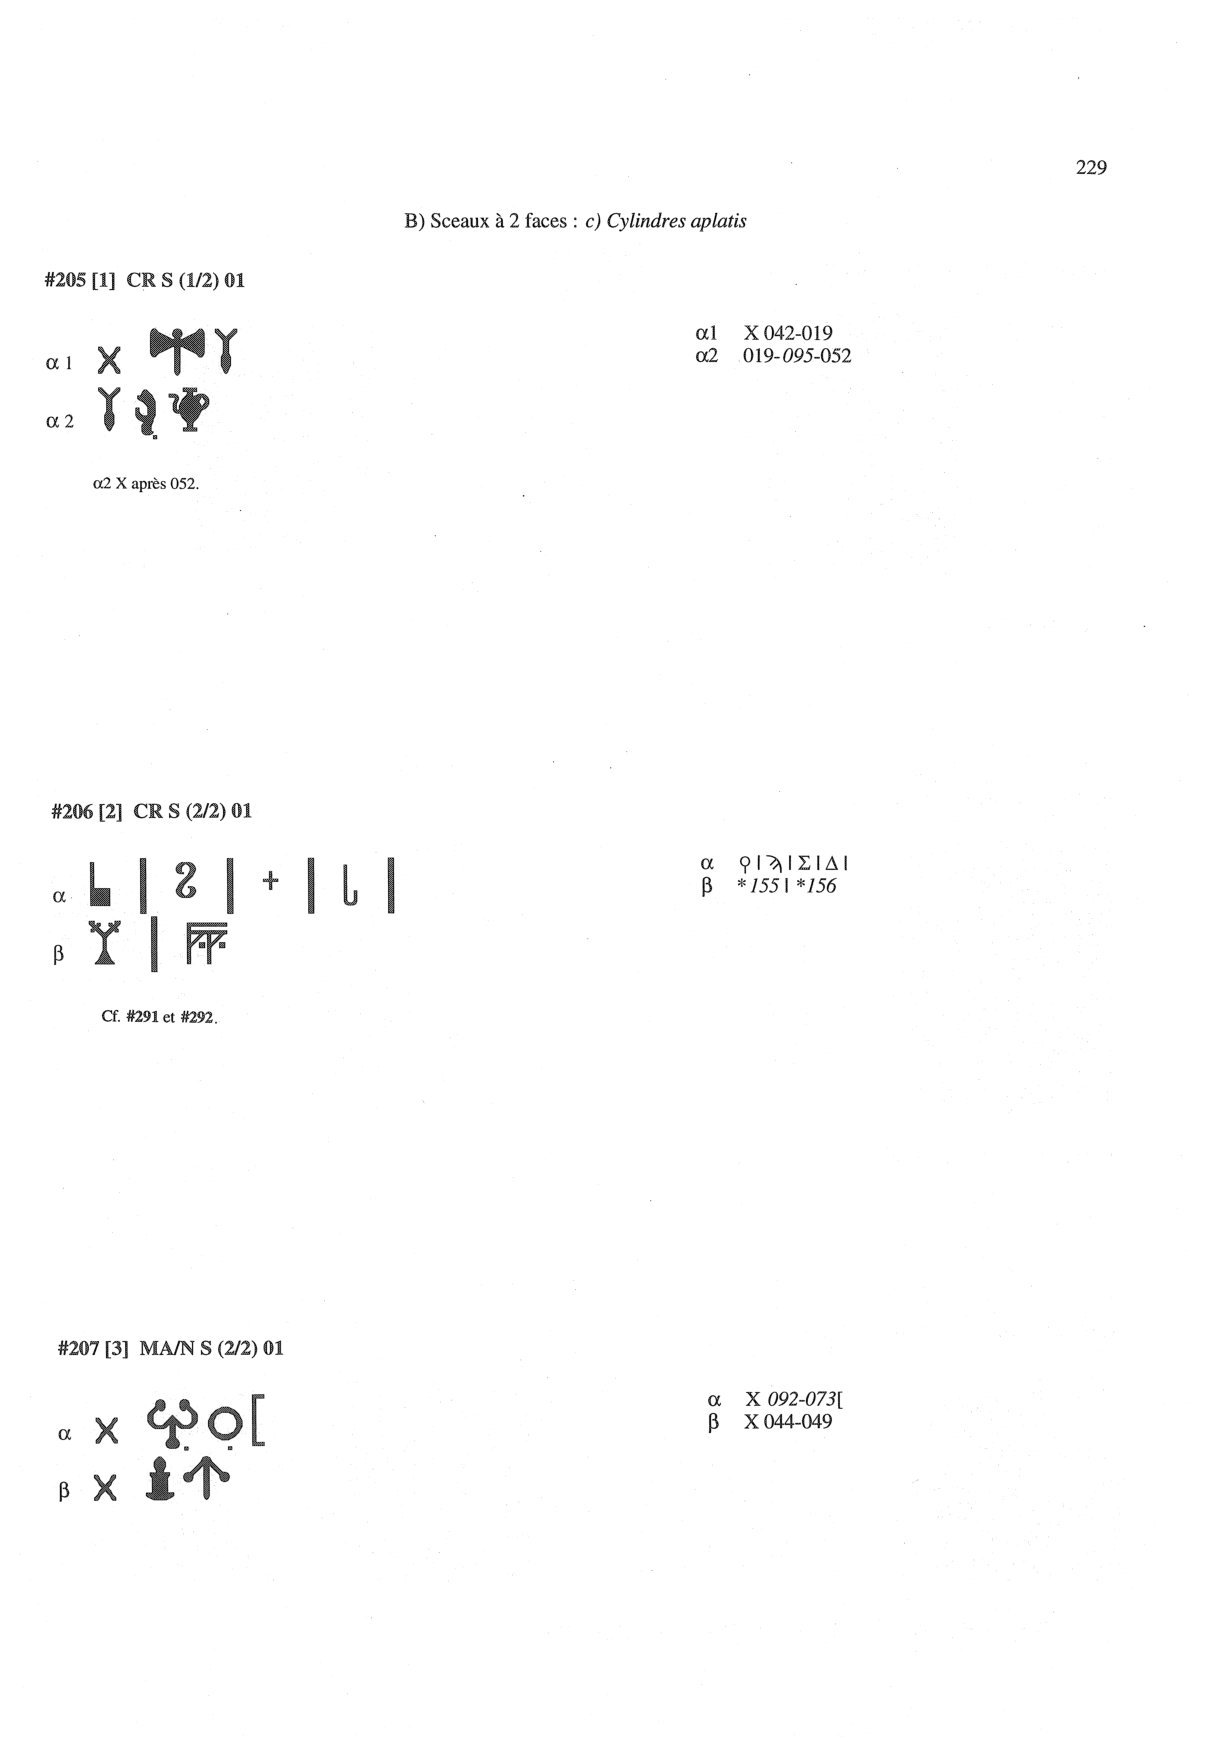 229
B) Sceaux à 2 faces : c) Cylindres aplatis
#205 [1] CR S (1/2) 01
α 1 X
α1 X 042-019
α 2
α2 019-095-052
α2 X après 052.
#206 [2] CR S (2/2) 01
α
α | | Σ | Δ |
β
β *155 | *156
Cf. #291 et #292.
#207 [3] MA/N S (2/2) 01
α X [
α X 092-073[
β X
β X 044-049